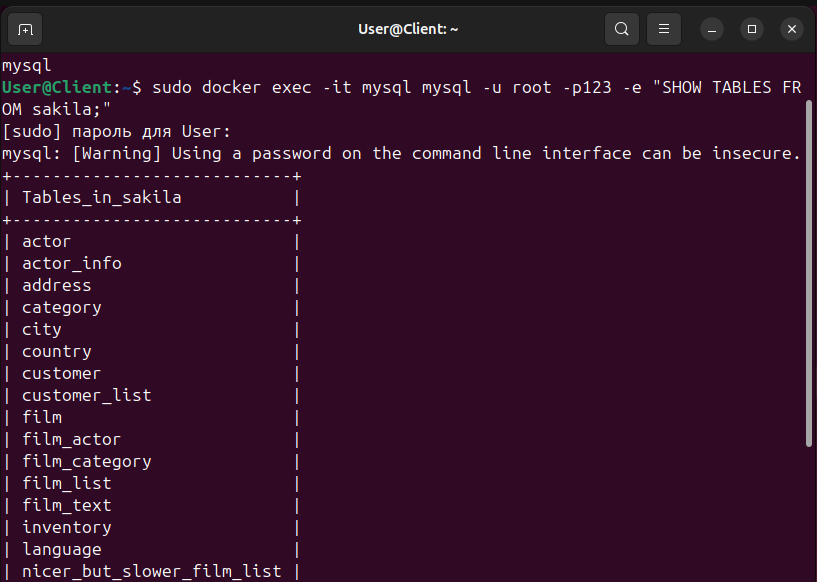 User@Client: ~
mysql
User@Client:~$ sudo docker exec -it mysql mysql -u root -p123 -e "SHOW TABLES FR
OM sakila;"
[sudo] пароль для User:
mysql: [Warning] Using a password on the command line interface can be insecure.
+----------------------------+
| Tables_in_sakila           |
+----------------------------+
| actor                      |
| actor_info                 |
| address                    |
| category                   |
| city                       |
| country                    |
| customer                   |
| customer_list              |
| film                       |
| film_actor                 |
| film_category              |
| film_list                  |
| film_text                  |
| inventory                  |
| language                   |
| nicer_but_slower_film_list |